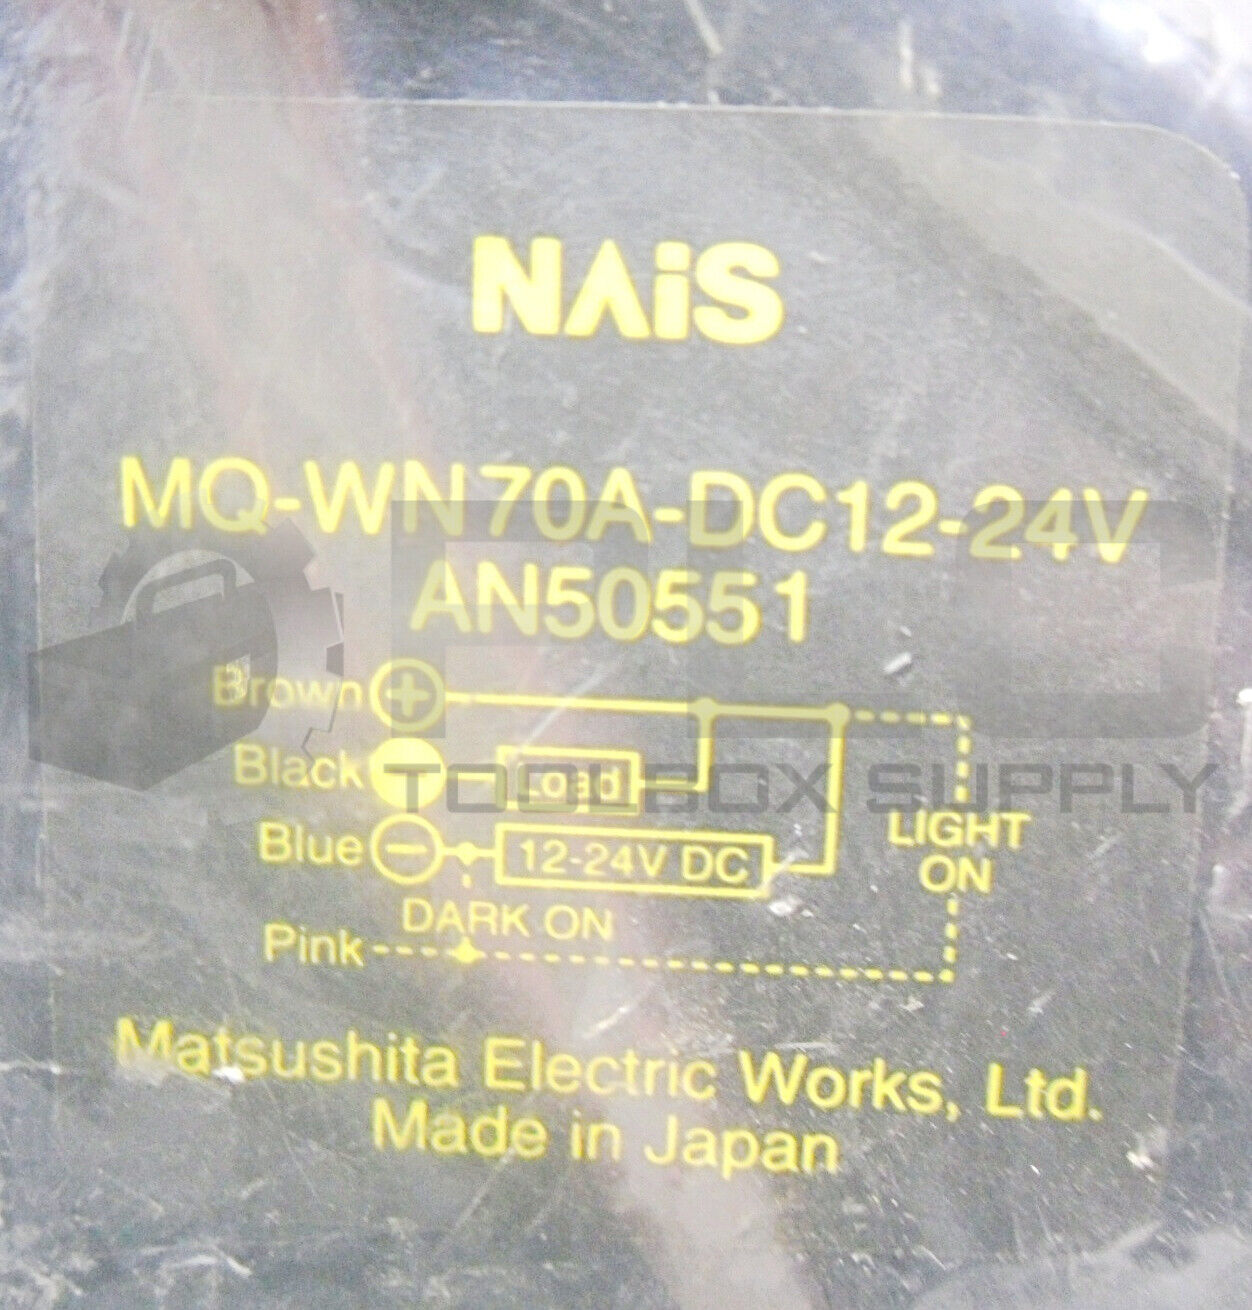 NAiS
MQ-WN70A-DC12-24V
AN50551
Brown +
Black Load
Blue − 12-24V DC
LIGHT
ON
DARK ON
Pink
Matsushita Electric Works, Ltd.
Made in Japan
PLC
TOOLBOX SUPPLY